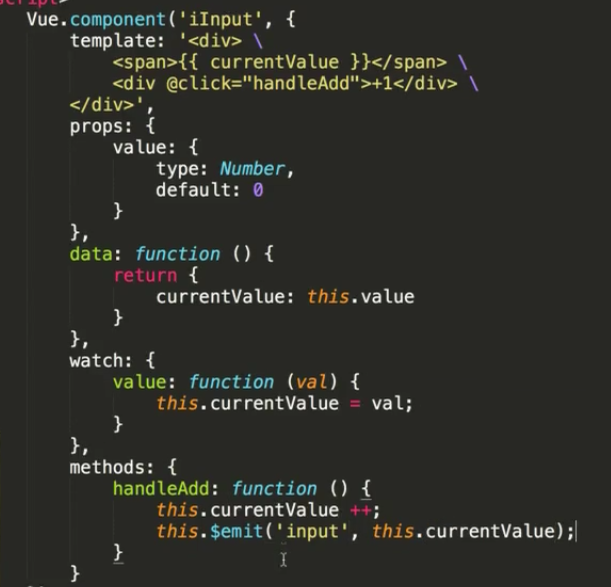 Vue.component('iInput', {
    template: '<div> \
        <span>{{ currentValue }}</span> \
        <div @click="handleAdd">+1</div> \
    </div>',
    props: {
        value: {
            type: Number,
            default: 0
        }
    },
    data: function () {
        return {
            currentValue: this.value
        }
    },
    watch: {
        value: function (val) {
            this.currentValue = val;
        }
    },
    methods: {
        handleAdd: function () {
            this.currentValue ++;
            this.$emit('input', this.currentValue);
        }
    }